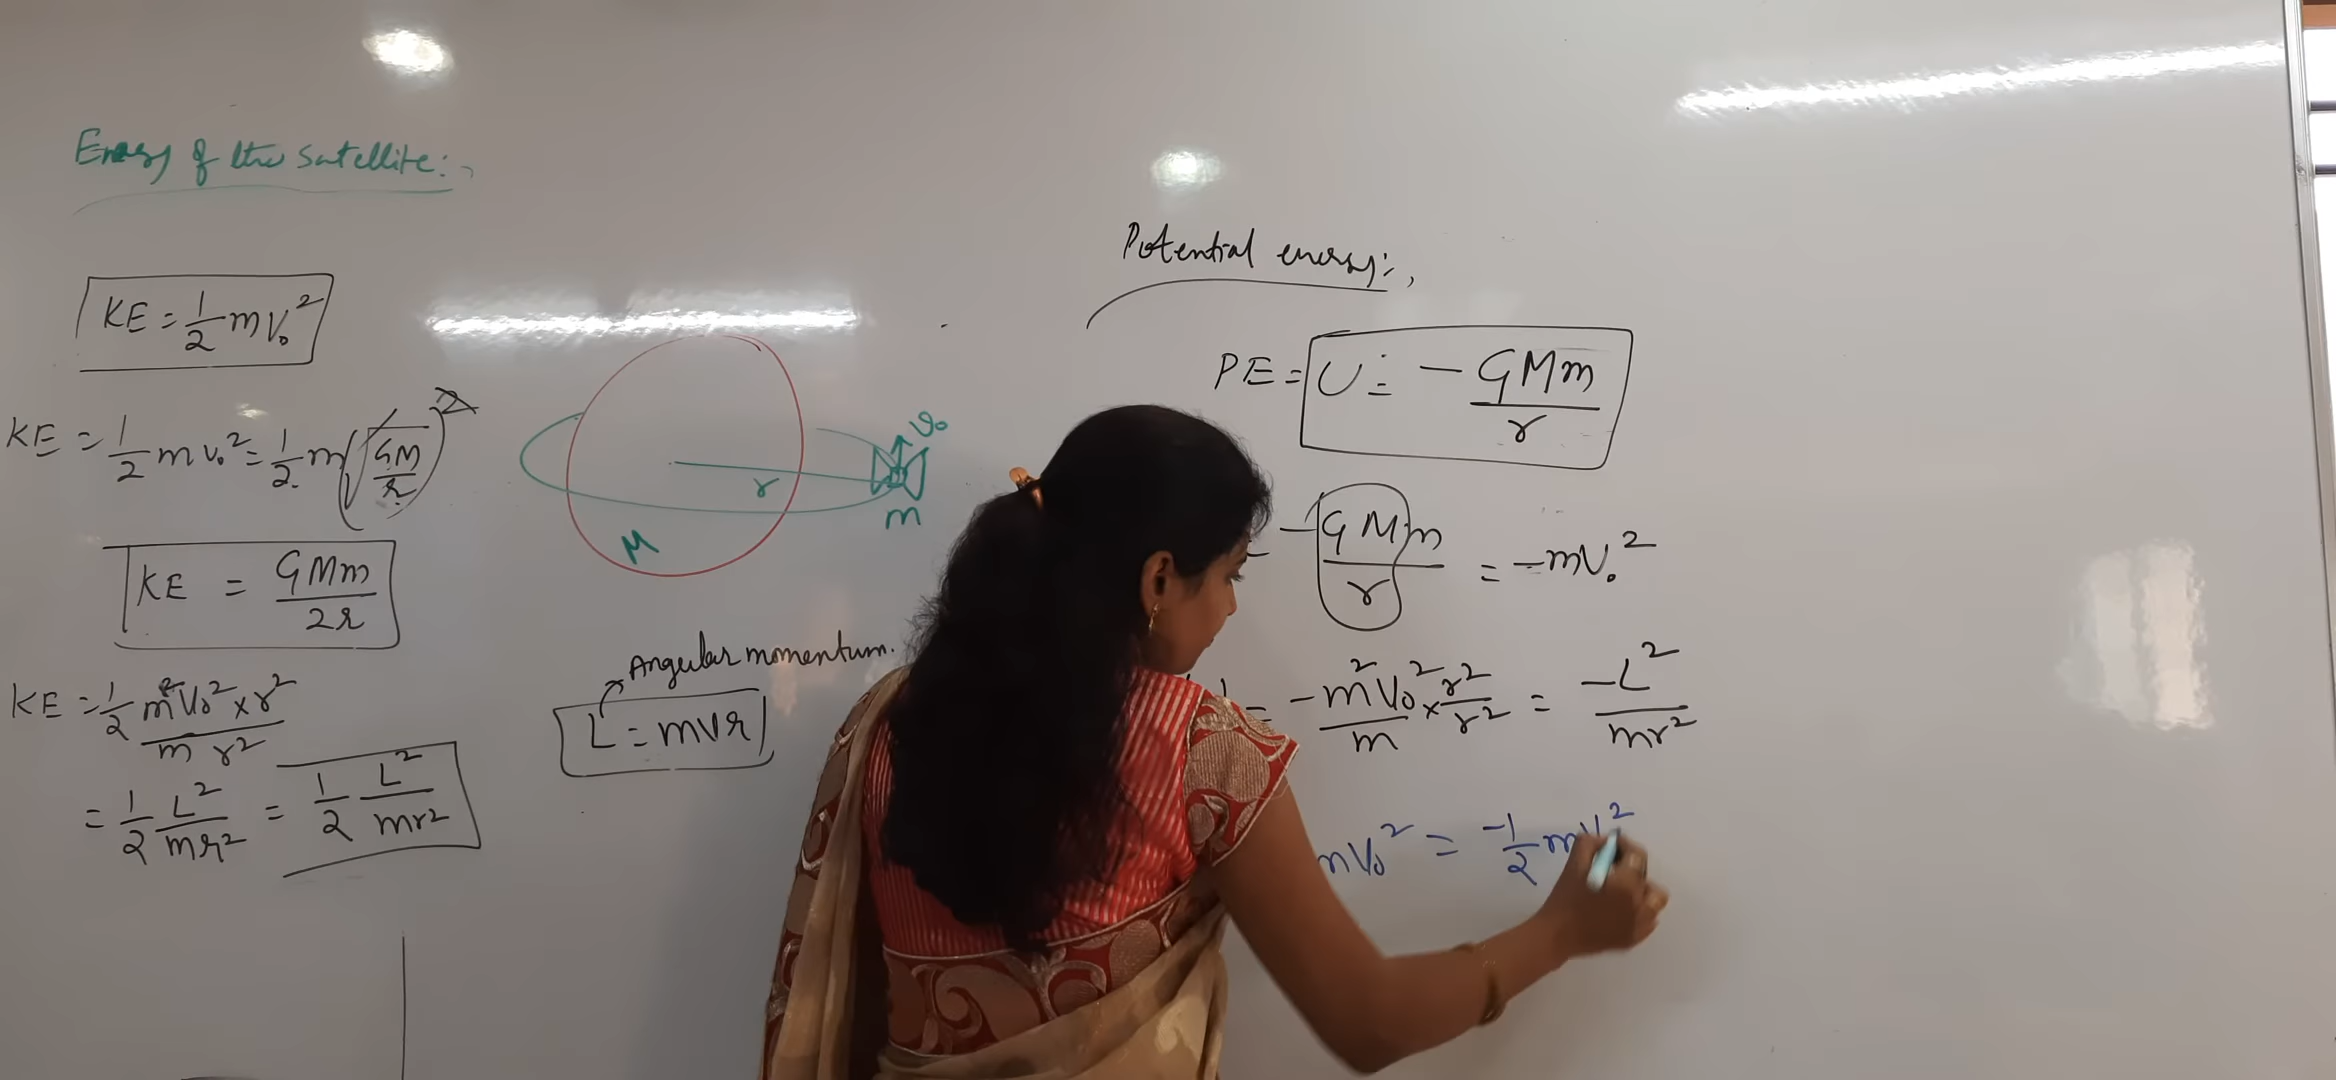 Energy of the satellite:-
KE = 1/2 mV₀²
KE = 1/2 mv₀² = 1/2 m(√(GM/r))²
KE = GMm/2r
KE = 1/2 m²V₀² × r² / m r²
= 1/2 L²/mr² = 1/2 L²/mr²
v₀
r
m
M
Angular momentum.
L = mvr
Potential energy:-,
PE = U = - GMm/r
= - GMm/r = -mV₀²
= - m²V₀²/m × r²/r² = -L²/mr²
mV₀² = -1/2 mV₀²